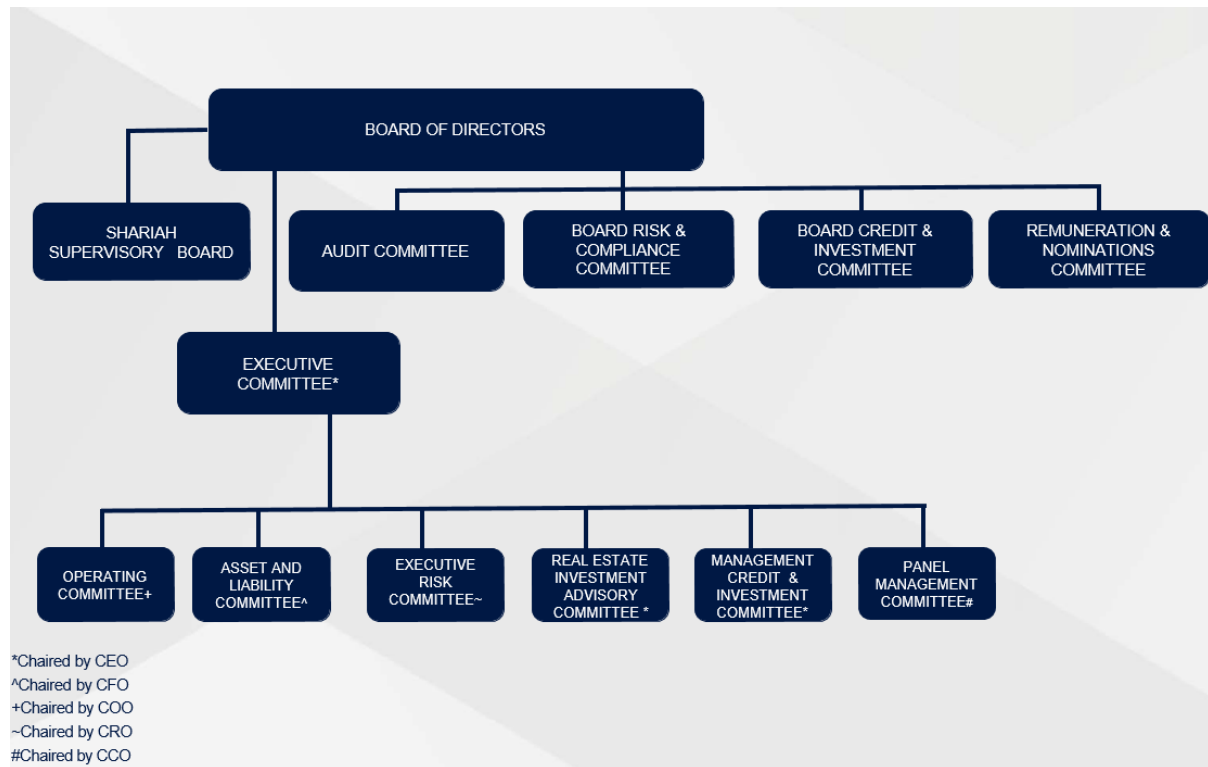 BOARD OF DIRECTORS
SHARIAH
SUPERVISORY BOARD
AUDIT COMMITTEE
BOARD RISK &
COMPLIANCE
COMMITTEE
BOARD CREDIT &
INVESTMENT
COMMITTEE
REMUNERATION &
NOMINATIONS
COMMITTEE
EXECUTIVE
COMMITTEE*
OPERATING
COMMITTEE+
ASSET AND
LIABILITY
COMMITTEE^
EXECUTIVE
RISK
COMMITTEE~
REAL ESTATE
INVESTMENT
ADVISORY
COMMITTEE *
MANAGEMENT
CREDIT &
INVESTMENT
COMMITTEE*
PANEL
MANAGEMENT
COMMITTEE#
*Chaired by CEO
^Chaired by CFO
+Chaired by COO
~Chaired by CRO
#Chaired by CCO